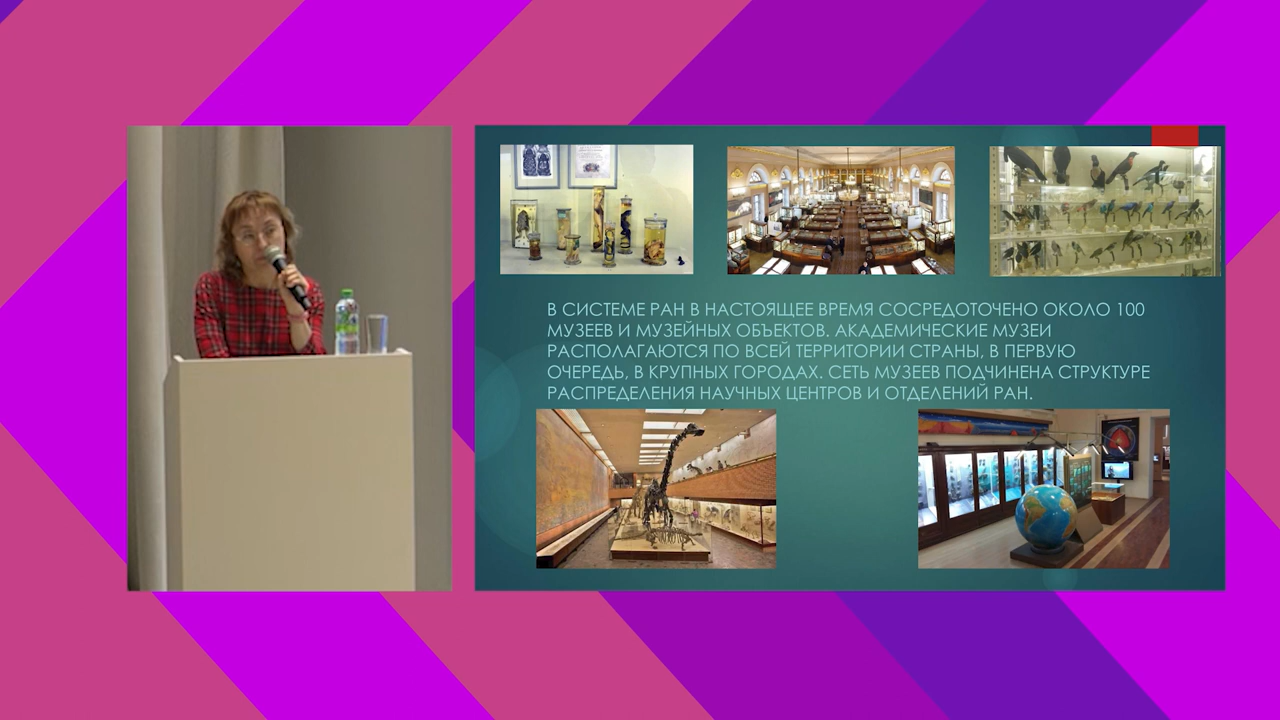 В СИСТЕМЕ РАН В НАСТОЯЩЕЕ ВРЕМЯ СОСРЕДОТОЧЕНО ОКОЛО 100
МУЗЕЕВ И МУЗЕЙНЫХ ОБЪЕКТОВ. АКАДЕМИЧЕСКИЕ МУЗЕИ
РАСПОЛАГАЮТСЯ ПО ВСЕЙ ТЕРРИТОРИИ СТРАНЫ, В ПЕРВУЮ
ОЧЕРЕДЬ, В КРУПНЫХ ГОРОДАХ. СЕТЬ МУЗЕЕВ ПОДЧИНЕНА СТРУКТУРЕ
РАСПРЕДЕЛЕНИЯ НАУЧНЫХ ЦЕНТРОВ И ОТДЕЛЕНИЙ РАН.